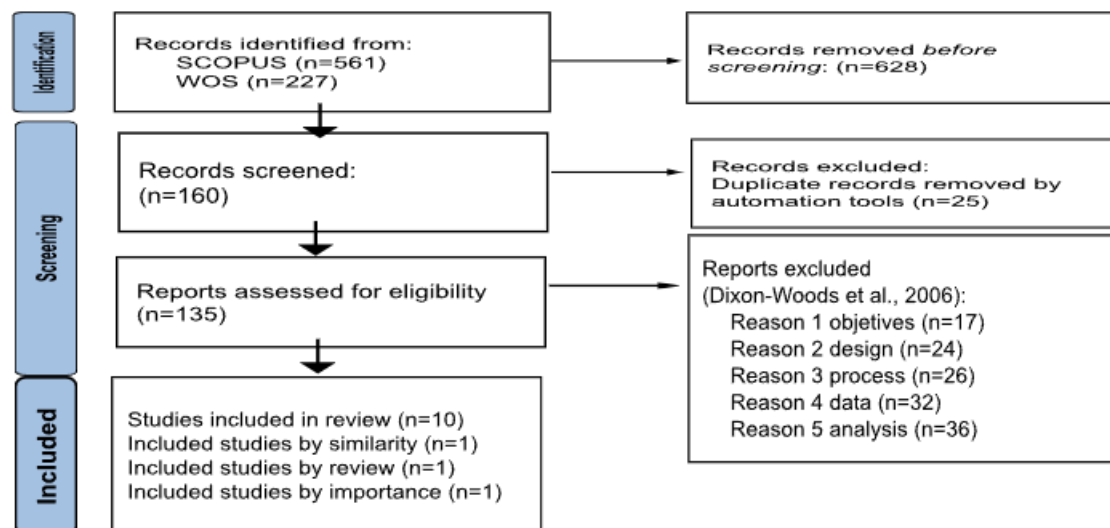 Identification
Records identified from:
SCOPUS (n=561)
WOS (n=227)
Records removed before
screening: (n=628)
Screening
Records screened:
(n=160)
Records excluded:
Duplicate records removed by
automation tools (n=25)
Reports assessed for eligibility
(n=135)
Reports excluded
(Dixon-Woods et al., 2006):
Reason 1 objetives (n=17)
Reason 2 design (n=24)
Reason 3 process (n=26)
Reason 4 data (n=32)
Reason 5 analysis (n=36)
Included
Studies included in review (n=10)
Included studies by similarity (n=1)
Included studies by review (n=1)
Included studies by importance (n=1)